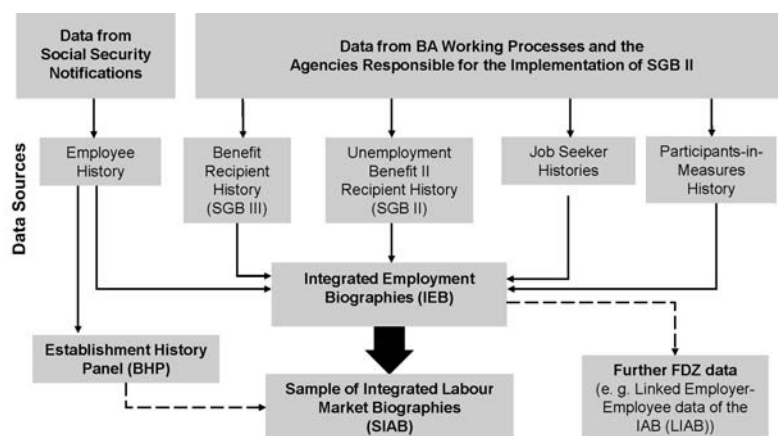 Data from
Social Security
Notifications
Data from BA Working Processes and the
Agencies Responsible for the Implementation of SGB II
Data Sources
Employee
History
Benefit
Recipient
History
(SGB III)
Unemployment
Benefit II
Recipient History
(SGB II)
Job Seeker
Histories
Participants-in-
Measures
History
Integrated Employment
Biographies (IEB)
Establishment History
Panel (BHP)
Sample of Integrated Labour
Market Biographies
(SIAB)
Further FDZ data
(e. g. Linked Employer-
Employee data of the
IAB (LIAB))